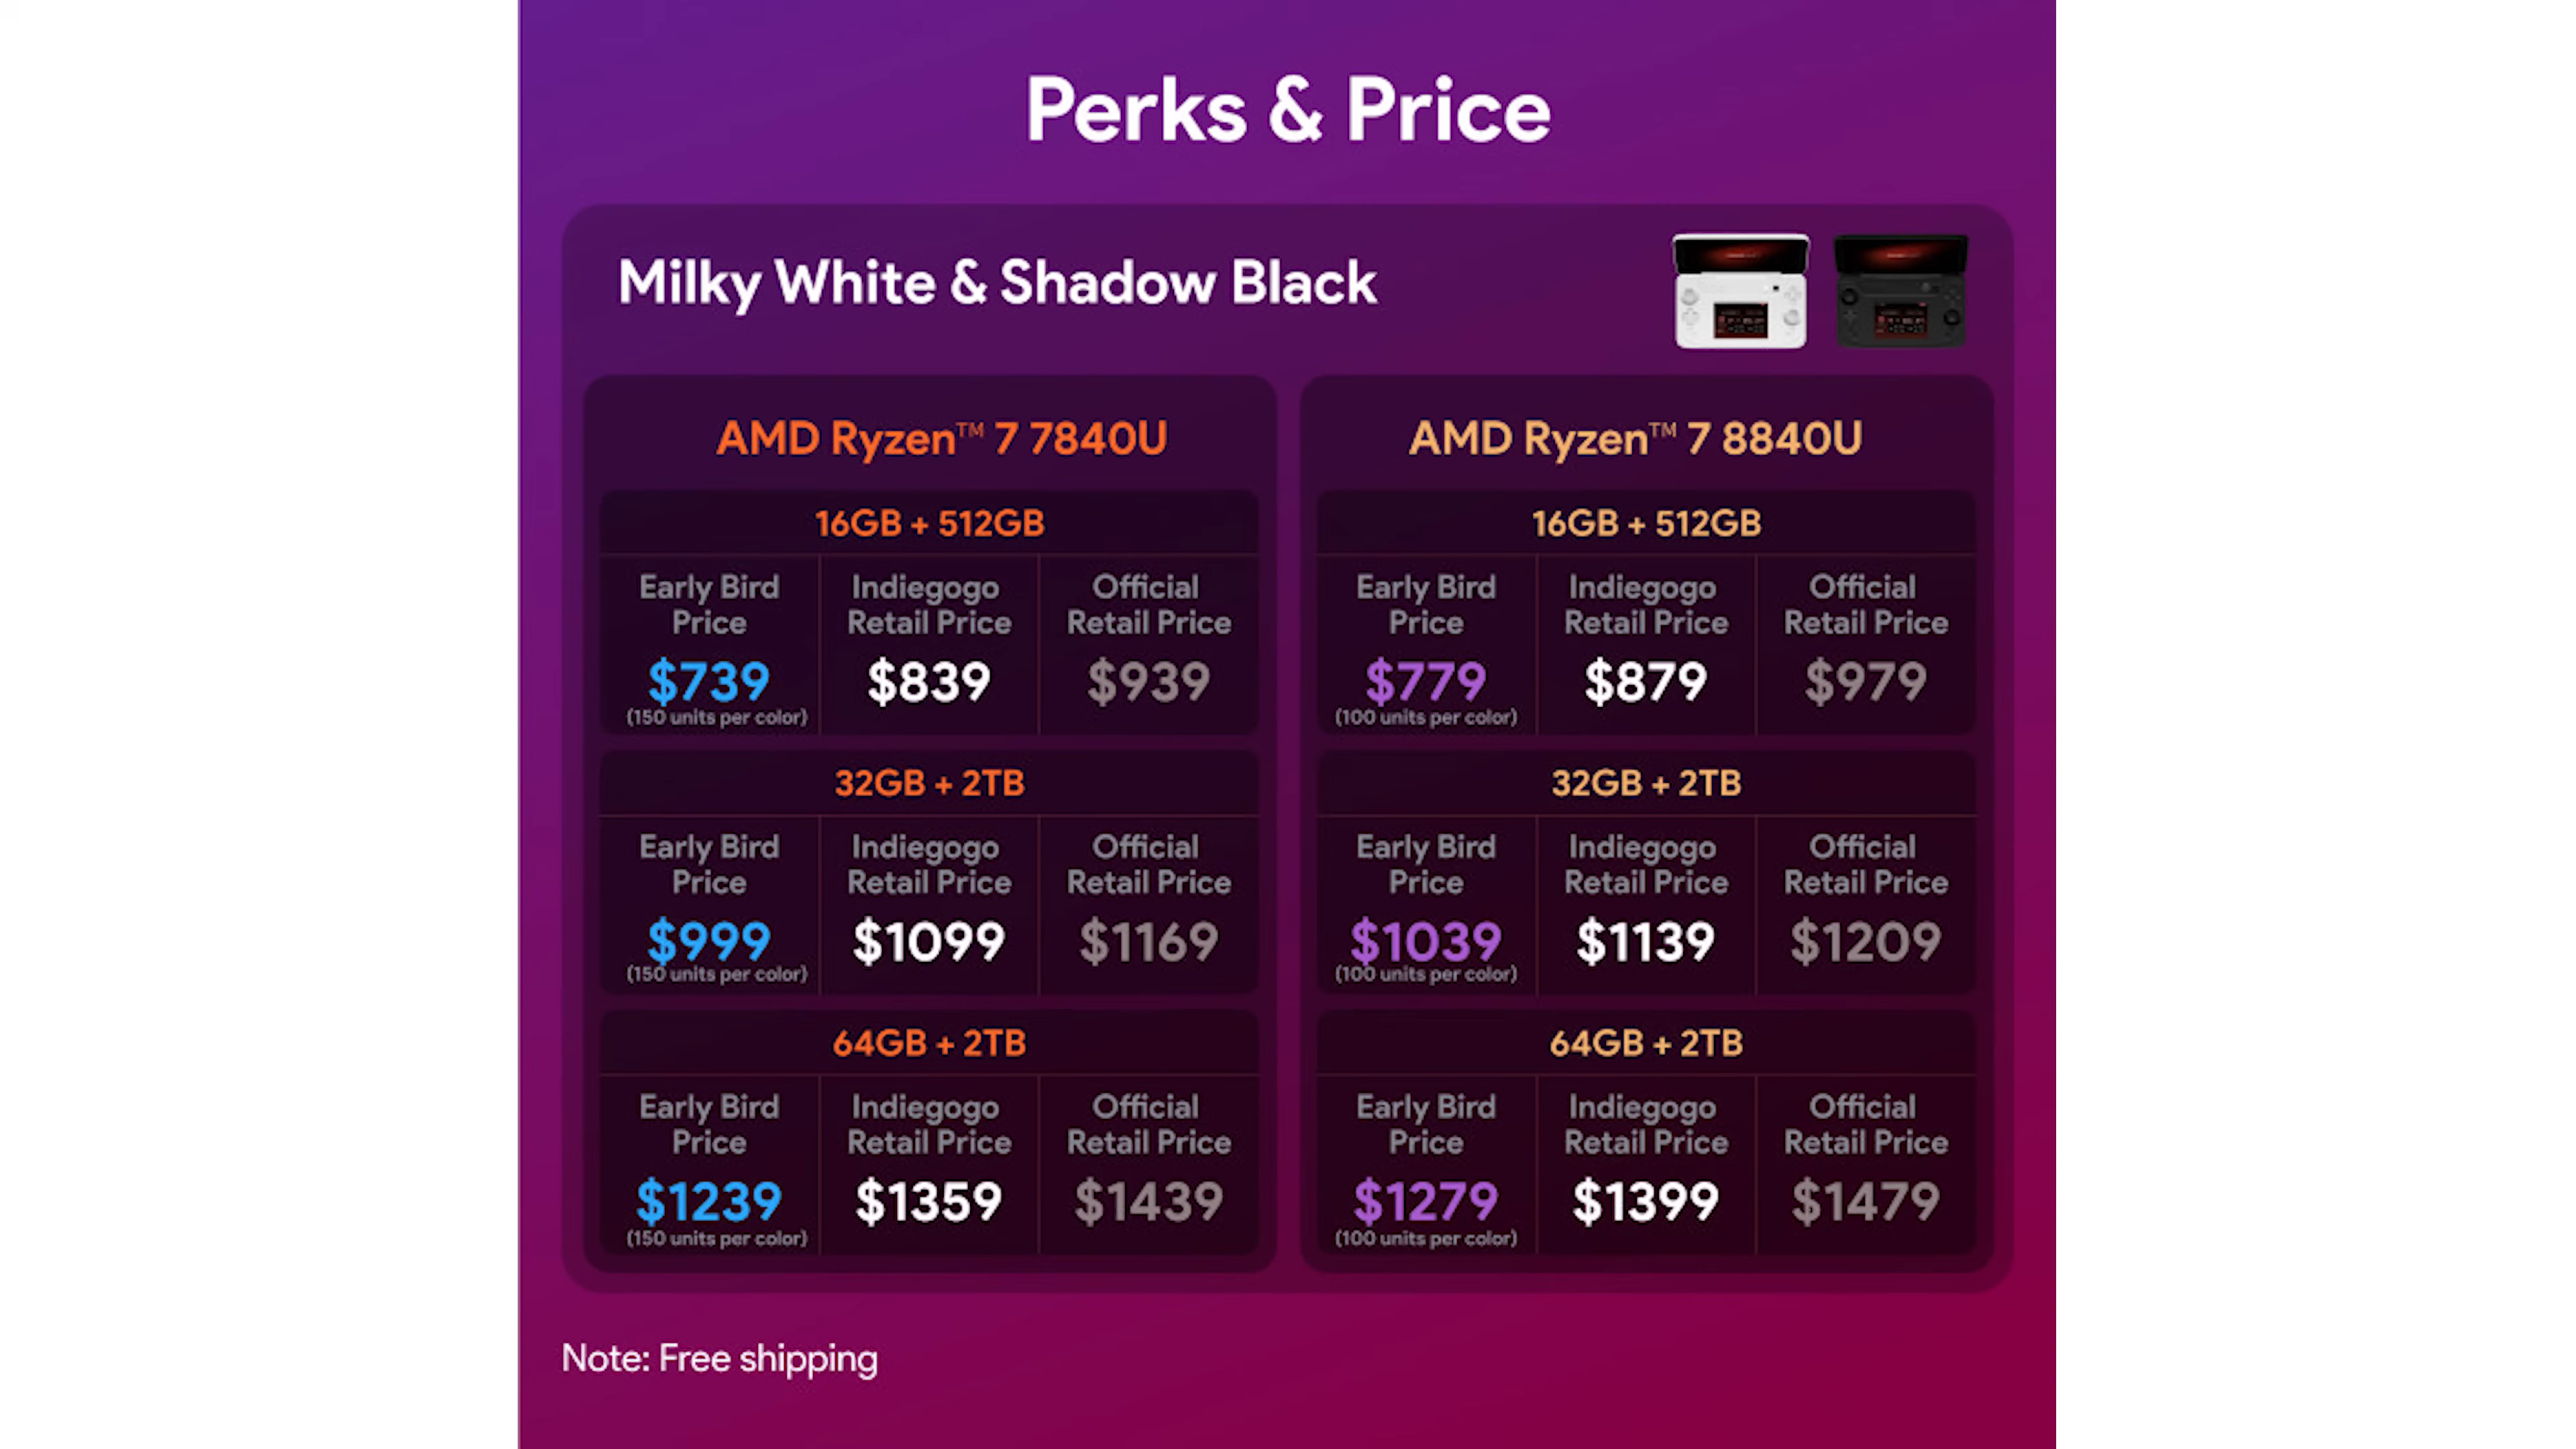 Perks & Price
Milky White & Shadow Black
AMD Ryzen™ 7 7840U
16GB + 512GB
Early Bird Price
Indiegogo Retail Price
Official Retail Price
$739
$839
$939
(150 units per color)
32GB + 2TB
Early Bird Price
Indiegogo Retail Price
Official Retail Price
$999
$1099
$1169
(150 units per color)
64GB + 2TB
Early Bird Price
Indiegogo Retail Price
Official Retail Price
$1239
$1359
$1439
(150 units per color)
AMD Ryzen™ 7 8840U
16GB + 512GB
Early Bird Price
Indiegogo Retail Price
Official Retail Price
$779
$879
$979
(100 units per color)
32GB + 2TB
Early Bird Price
Indiegogo Retail Price
Official Retail Price
$1039
$1139
$1209
(100 units per color)
64GB + 2TB
Early Bird Price
Indiegogo Retail Price
Official Retail Price
$1279
$1399
$1479
(100 units per color)
Note: Free shipping